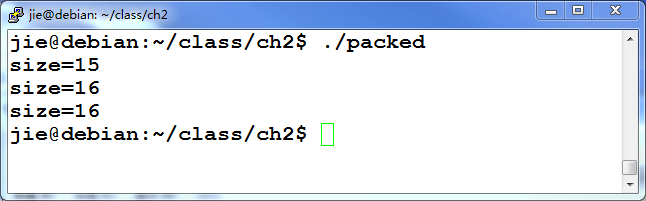 jie@debian: ~/class/ch2
jie@debian:~/class/ch2$ ./packed
size=15
size=16
size=16
jie@debian:~/class/ch2$